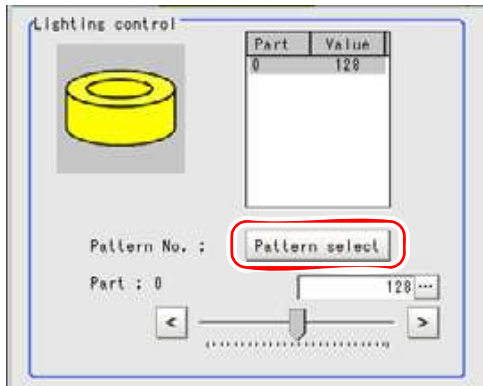 Lighting control
Part Value
0 128
Pattern No. : Pattern select
Part : 0 128 ...
< >